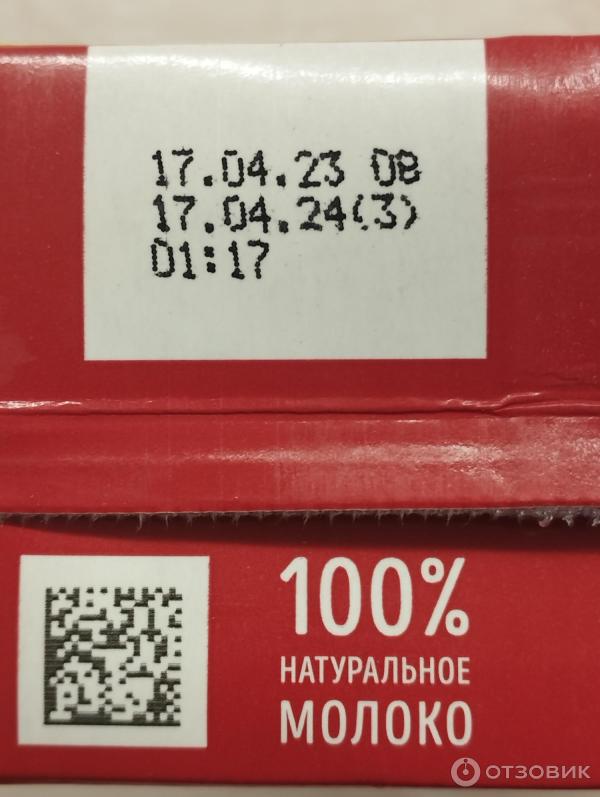 17.04.23 08
17.04.24(3)
01:17
100%
НАТУРАЛЬНОЕ
МОЛОКО
ОТЗОВИК